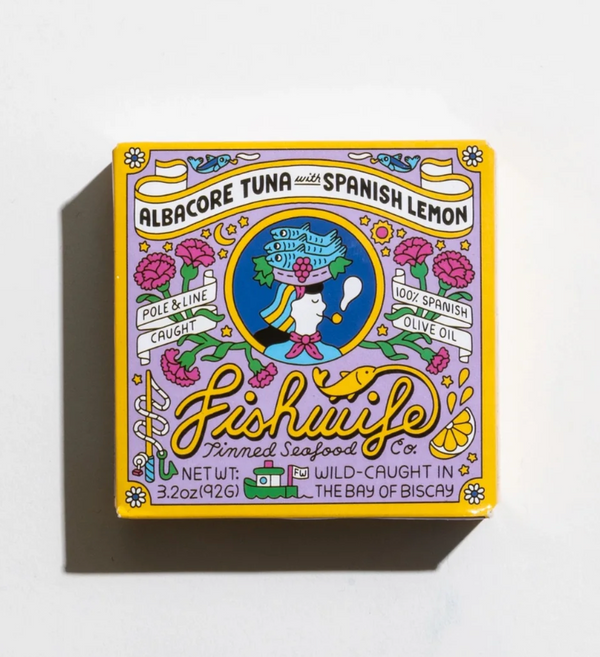 ALBACORE TUNA with SPANISH LEMON
POLE & LINE
CAUGHT
100% SPANISH
OLIVE OIL
Fishwife
Tinned Seafood Co.
NET WT:
3.2oz(92G)
FW
WILD-CAUGHT IN
THE BAY OF BISCAY